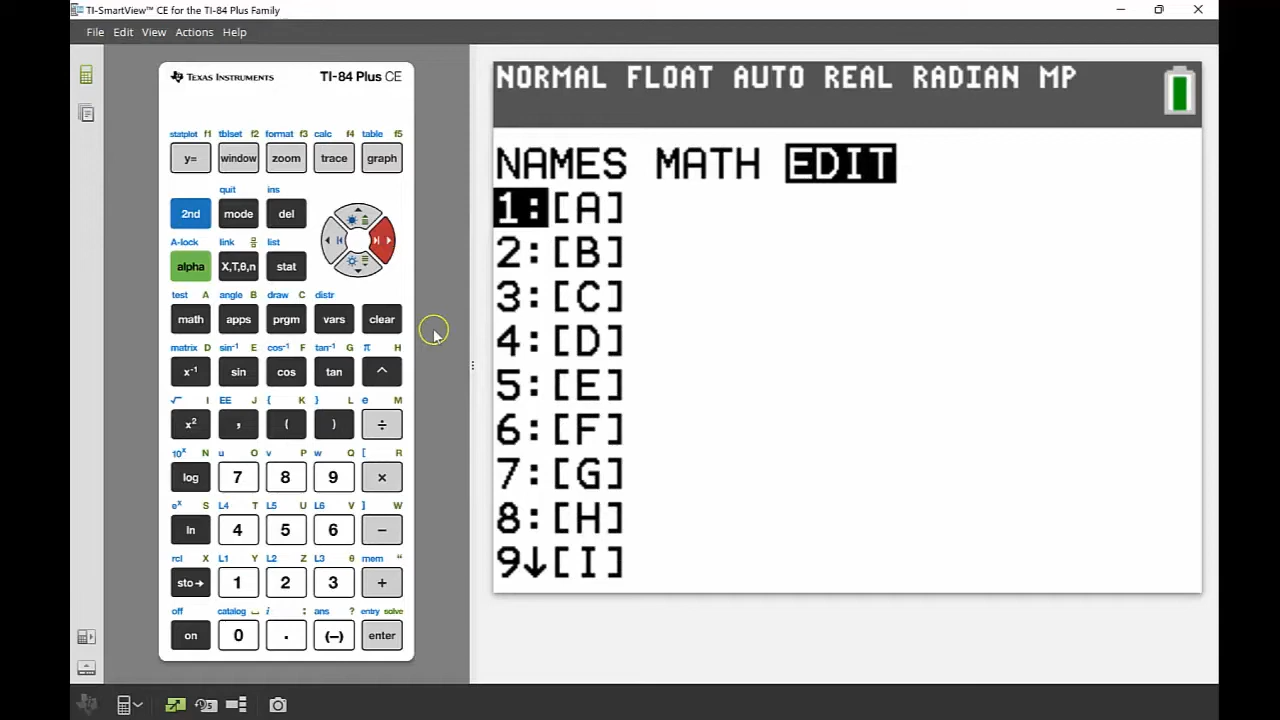 TI-SmartView™ CE for the TI-84 Plus Family
File Edit View Actions Help
TEXAS INSTRUMENTS TI-84 Plus CE
statplot f1 tblset f2 format f3 calc f4 table f5
y= window zoom trace graph
quit ins
2nd mode del
A-lock link list
alpha X,T,θ,n stat
test A angle B draw C distr
math apps prgm vars clear
matrix D sin⁻¹ E cos⁻¹ F tan⁻¹ G π H
x⁻¹ sin cos tan ^
√ I EE J { K } L e M
x² , ( ) ÷
10ˣ N u O v P w Q [ R
log 7 8 9 ×
eˣ S L4 T L5 U L6 V ] W
ln 4 5 6 −
rcl X L1 Y L2 Z L3 θ mem “
sto→ 1 2 3 +
off catalog ⎵ i : ans ? entry solve
on 0 . (−) enter
NORMAL FLOAT AUTO REAL RADIAN MP
NAMES MATH EDIT
1:[A]
2:[B]
3:[C]
4:[D]
5:[E]
6:[F]
7:[G]
8:[H]
9↓[I]